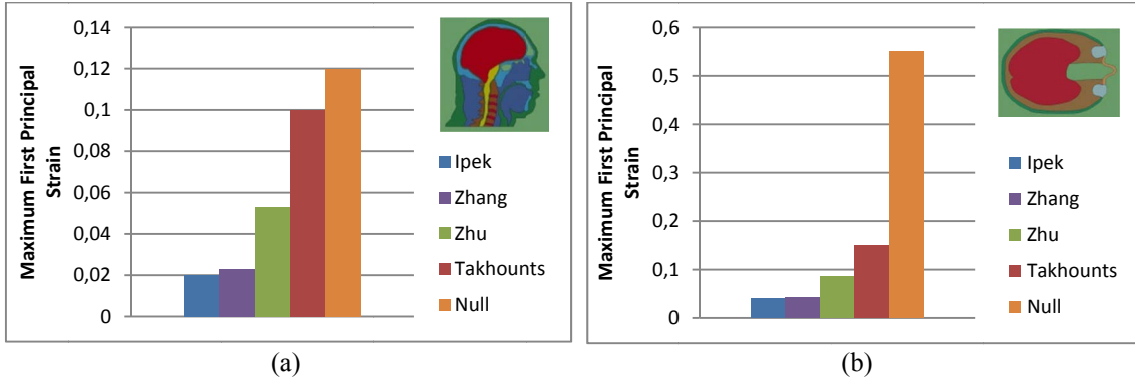 0,14
0,12
0,1
0,08
0,06
0,04
0,02
0
Maximum First Principal
Strain
Ipek
Zhang
Zhu
Takhounts
Null
(a)
0,6
0,5
0,4
0,3
0,2
0,1
0
Maximum First Principal
Strain
Ipek
Zhang
Zhu
Takhounts
Null
(b)